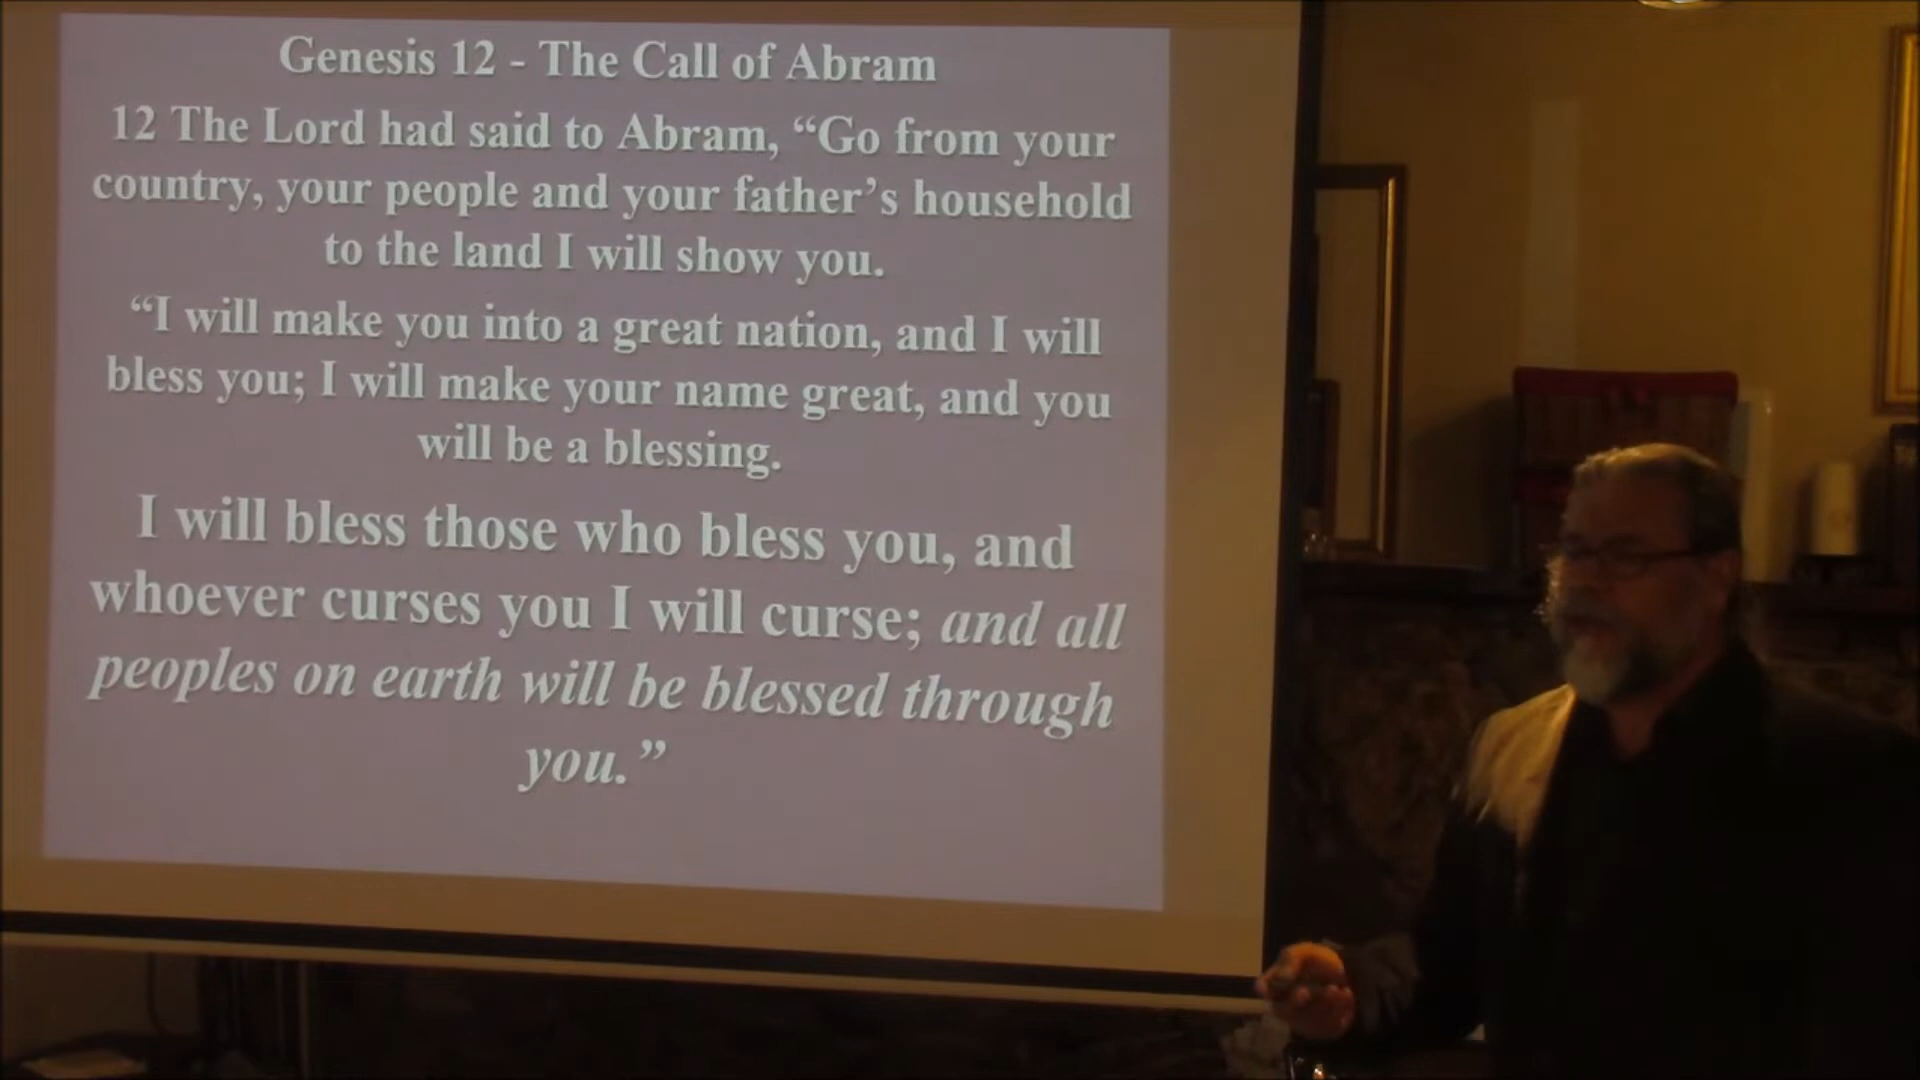 Genesis 12 - The Call of Abram
12 The Lord had said to Abram, “Go from your
country, your people and your father’s household
to the land I will show you.
“I will make you into a great nation, and I will
bless you; I will make your name great, and you
will be a blessing.
I will bless those who bless you, and
whoever curses you I will curse; and all
peoples on earth will be blessed through
you.”